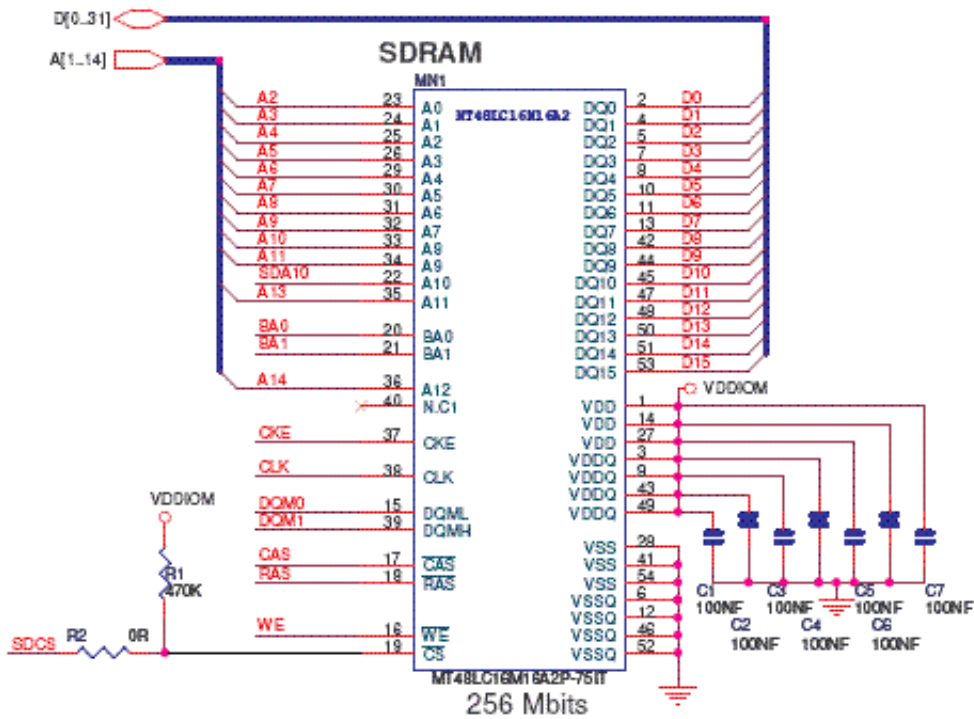 D[0..31]
A[1..14]
SDRAM
MN1
MT48LC16M16A2
A2 23 A0 DQ0 2 D0
A3 24 A1 DQ1 4 D1
A4 25 A2 DQ2 5 D2
A5 26 A3 DQ3 7 D3
A6 29 A4 DQ4 8 D4
A7 30 A5 DQ5 10 D5
A8 31 A6 DQ6 11 D6
A9 32 A7 DQ7 13 D7
A10 33 A8 DQ8 42 D8
A11 34 A9 DQ9 44 D9
SDA10 22 A10 DQ10 45 D10
A13 35 A11 DQ11 47 D11
DQ12 48 D12
BA0 20 BA0 DQ13 50 D13
BA1 21 BA1 DQ14 51 D14
DQ15 53 D15
A14 36 A12
VDDIOM
40 N.C1 VDD 1
VDD 14
CKE 37 CKE VDD 27
VDDQ 3
CLK 38 CLK VDDQ 9
VDDQ 43
VDDIOM
DQM0 15 DQML VDDQ 49
DQM1 39 DQMH
VSS 28
CAS 17 CAS VSS 41
RAS 18 RAS VSS 54
R1
470K
VSSQ 6
VSSQ 12
WE 16 WE VSSQ 46
SDCS R2 0R 19 CS VSSQ 52
C1 C3 C5 C7
100NF 100NF 100NF 100NF
C2 C4 C6
100NF 100NF 100NF
MT48LC16M16A2P-75IT
256 Mbits